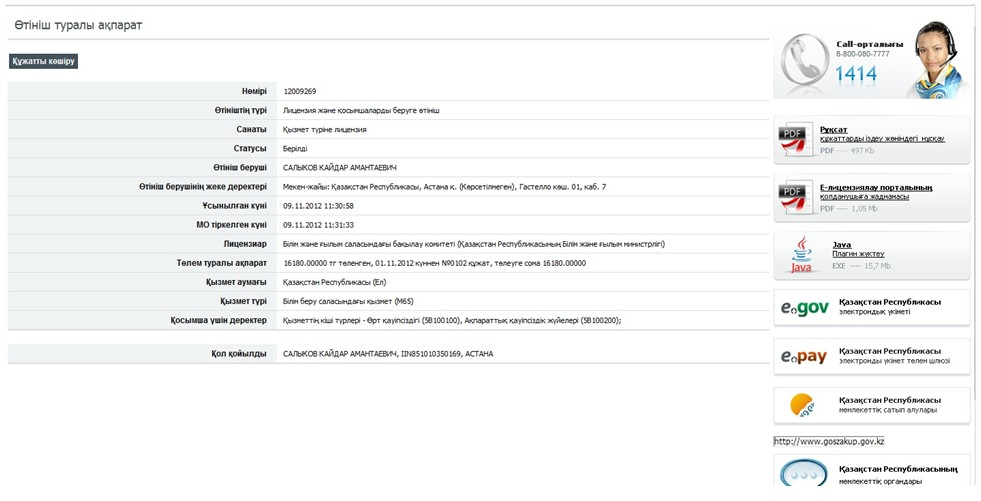 Өтініш туралы ақпарат
Құжатты көшіру
Нөмірі 12009269
Өтініштің түрі Лицензия және қосымшаларды беруге өтініш
Санаты Қызмет түріне лицензия
Статусы Берілді
Өтініш беруші САЛЫКОВ КАЙДАР АМАНТАЕВИЧ
Өтініш берушінің жеке деректері Мекен-жайы: Қазақстан Республикасы, Астана қ. (Көрсетілмеген), Гастелло көш. 01, каб. 7
Ұсынылған күні 09.11.2012 11:30:58
МО тіркелген күні 09.11.2012 11:31:33
Лицензиар Білім және ғылым саласындағы бақылау комитеті (Қазақстан Республикасының Білім және ғылым министрлігі)
Төлем туралы ақпарат 16180.00000 тг төленген, 01.11.2012 күннен №90102 құжат, төлеуге сома 16180.00000
Қызмет аумағы Қазақстан Республикасы (Ел)
Қызмет түрі Білім беру саласындағы қызмет (М65)
Қосымша үшін деректер Қызметтің кіші түрлері - Өрт қауіпсіздігі (5В100100), Ақпараттық қауіпсіздік жүйелері (5В100200);
Қол қойылды САЛЫКОВ КАЙДАР АМАНТАЕВИЧ, IIN851010350169, АСТАНА
Call-орталығы
8-800-080-7777
1414
PDF
Рұқсат
құжаттарды іздеу жөніндегі нұсқау
PDF ---- 497 Kb
PDF
Е-лицензиялау порталының
қолданушыға жаднамасы
PDF ---- 1,05 Mb
Java
Java
Плагин жүктеу
EXE ---- 15,7 Mb
e.gov
Қазақстан Республикасы
электрондық үкіметі
e.pay
Қазақстан Республикасы
электронды үкімет төлем шлюзі
Қазақстан Республикасы
мемлекеттік сатып алулары
http://www.goszakup.gov.kz
Қазақстан Республикасының
мемлекеттік органдары